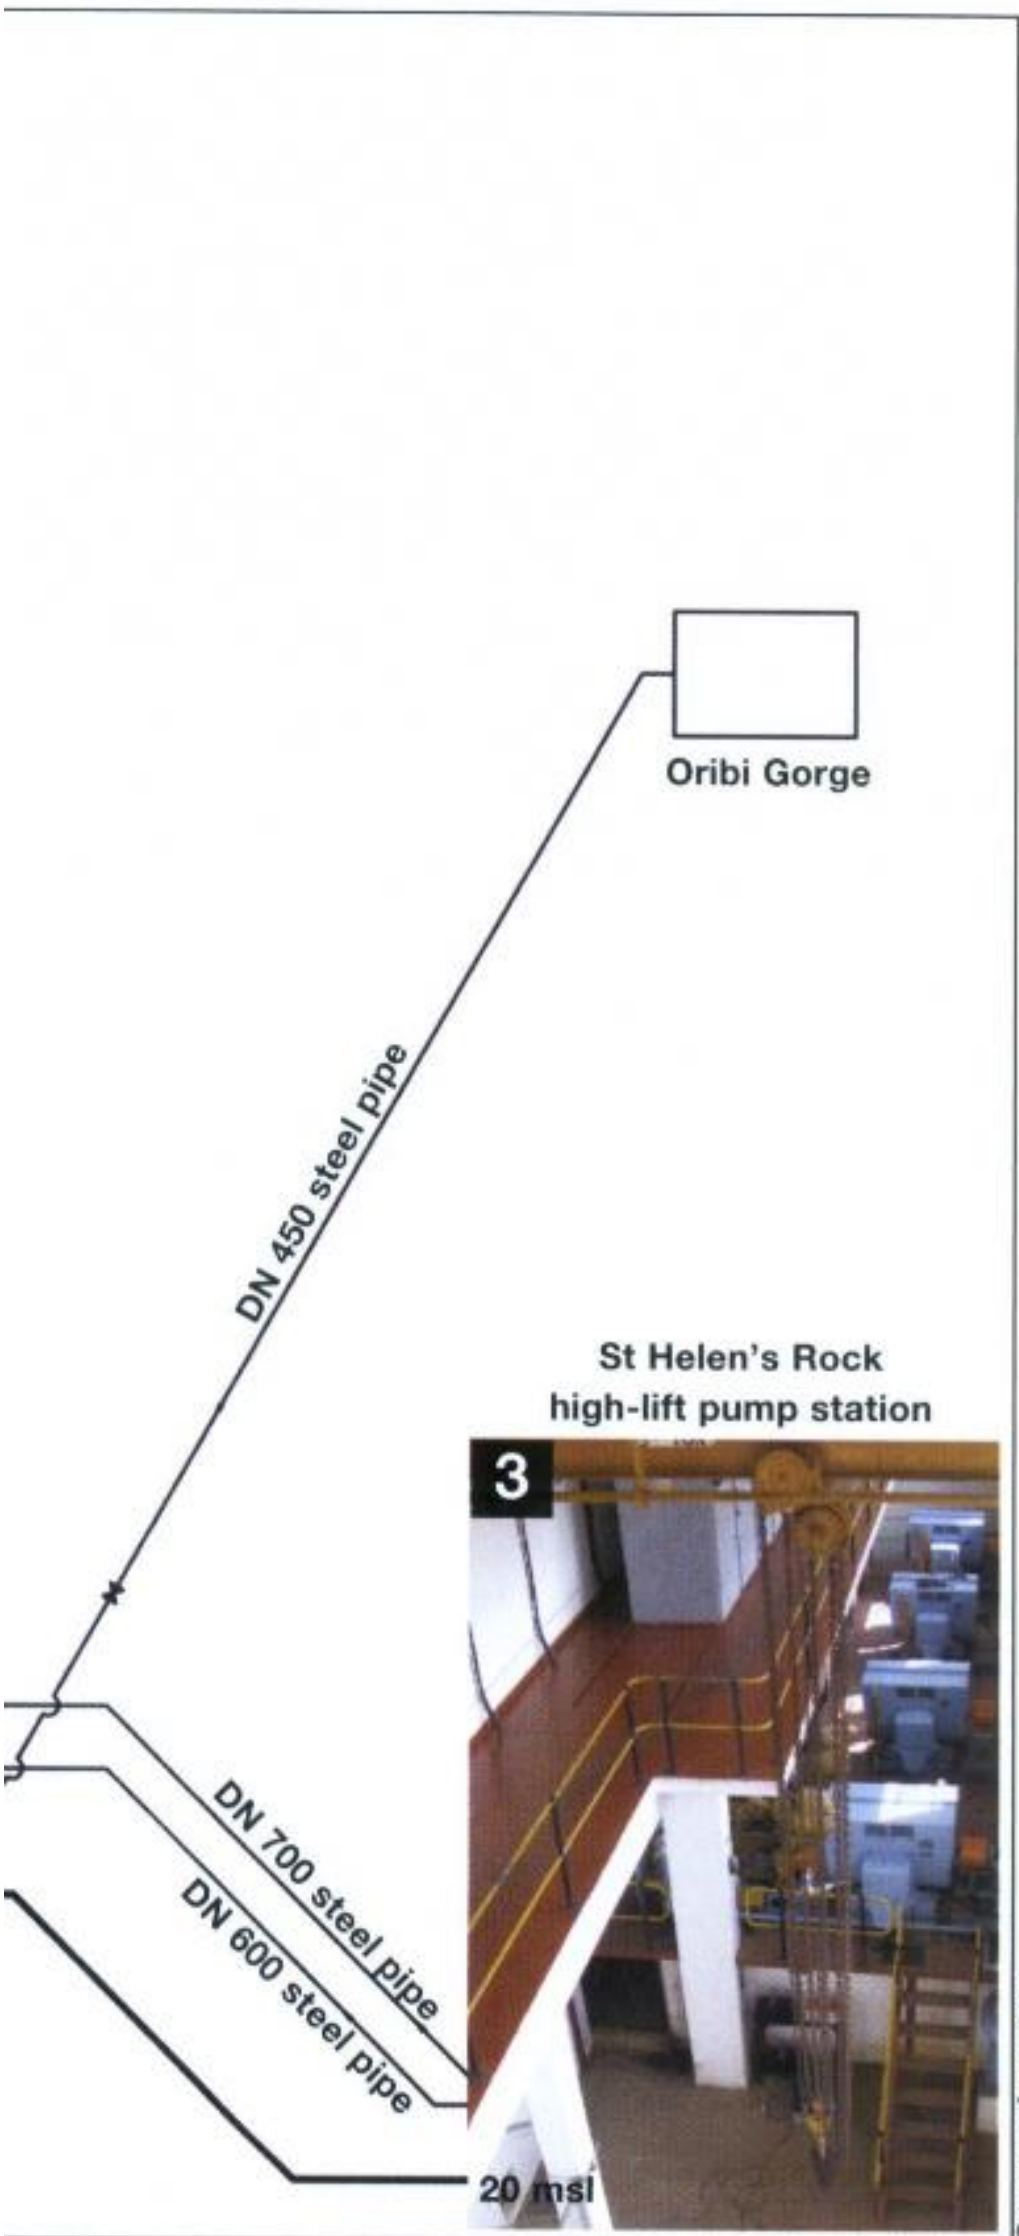 Oribi Gorge
DN 450 steel pipe
St Helen's Rock
high-lift pump station
3
DN 700 steel pipe
DN 600 steel pipe
20 msl